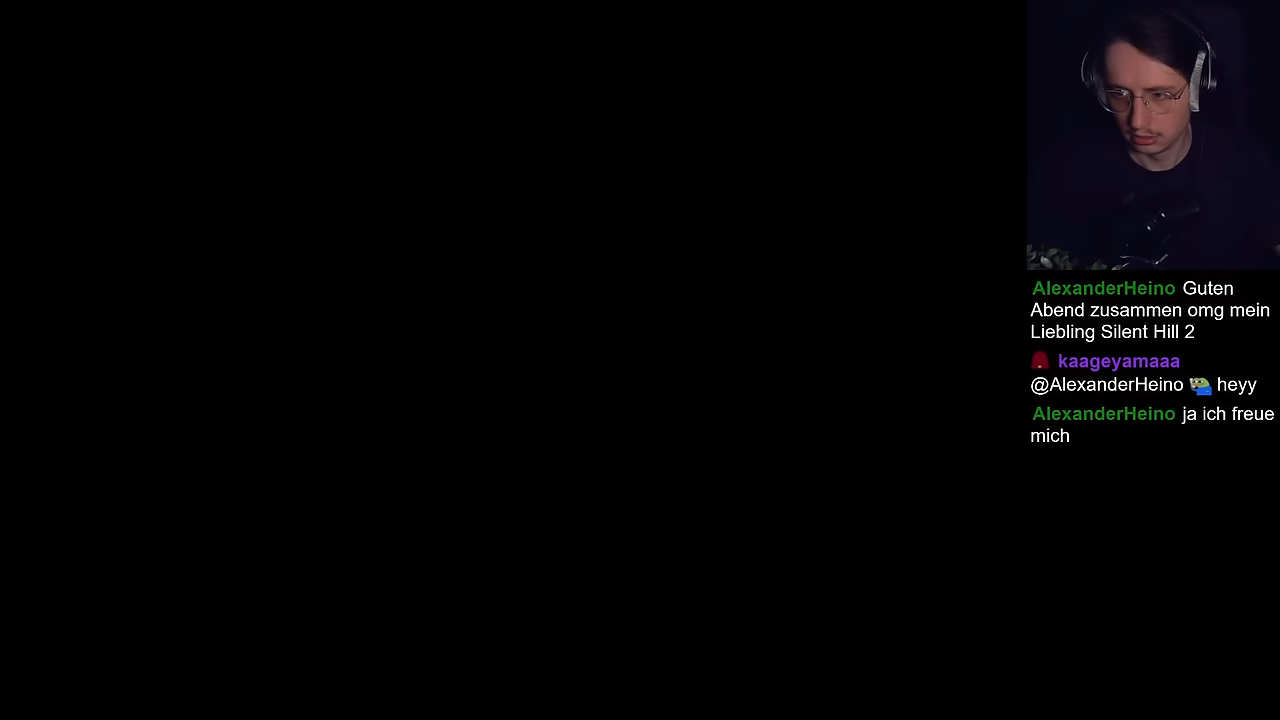 AlexanderHeino Guten
Abend zusammen omg mein
Liebling Silent Hill 2
kaageyamaaa
@AlexanderHeino heyy
AlexanderHeino ja ich freue
mich